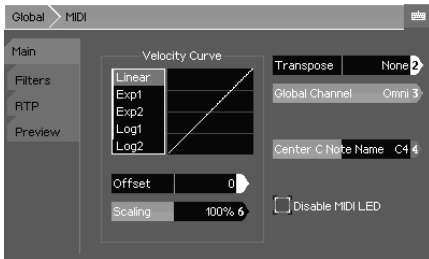 Global MIDI
Main
Filters
RTP
Preview
Velocity Curve
Linear
Exp1
Exp2
Log1
Log2
Offset 0
Scaling 100% 6
Transpose None 2
Global Channel Omni 3
Center C Note Name C4 4
Disable MIDI LED